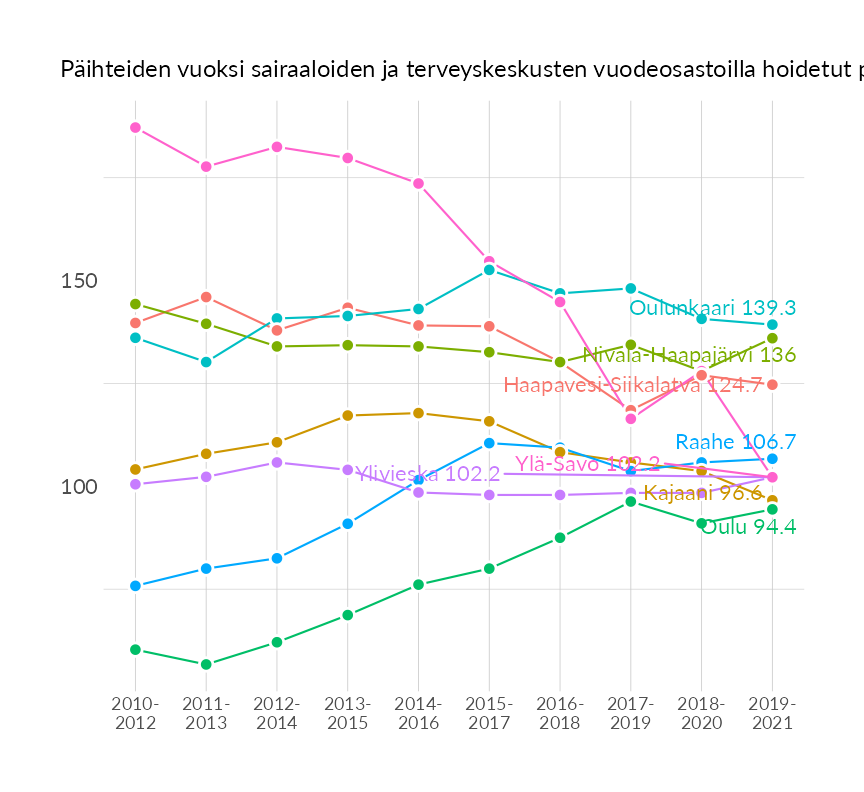 Päihteiden vuoksi sairaaloiden ja terveyskeskusten vuodeosastoilla hoidetut
150
Oulunkaari 139.3
Nivala-Haapajärvi 136
Haapavesi-Siikalatva 124.7
Raahe 106.7
Ylä-Savo 102.2
Ylivieska 102.2
100
Kajaani 96.6
Oulu 94.4
2010- 2011- 2012- 2013- 2014- 2015- 2016- 2017- 2018- 2019-
2012 2013 2014 2015 2016 2017 2018 2019 2020 2021